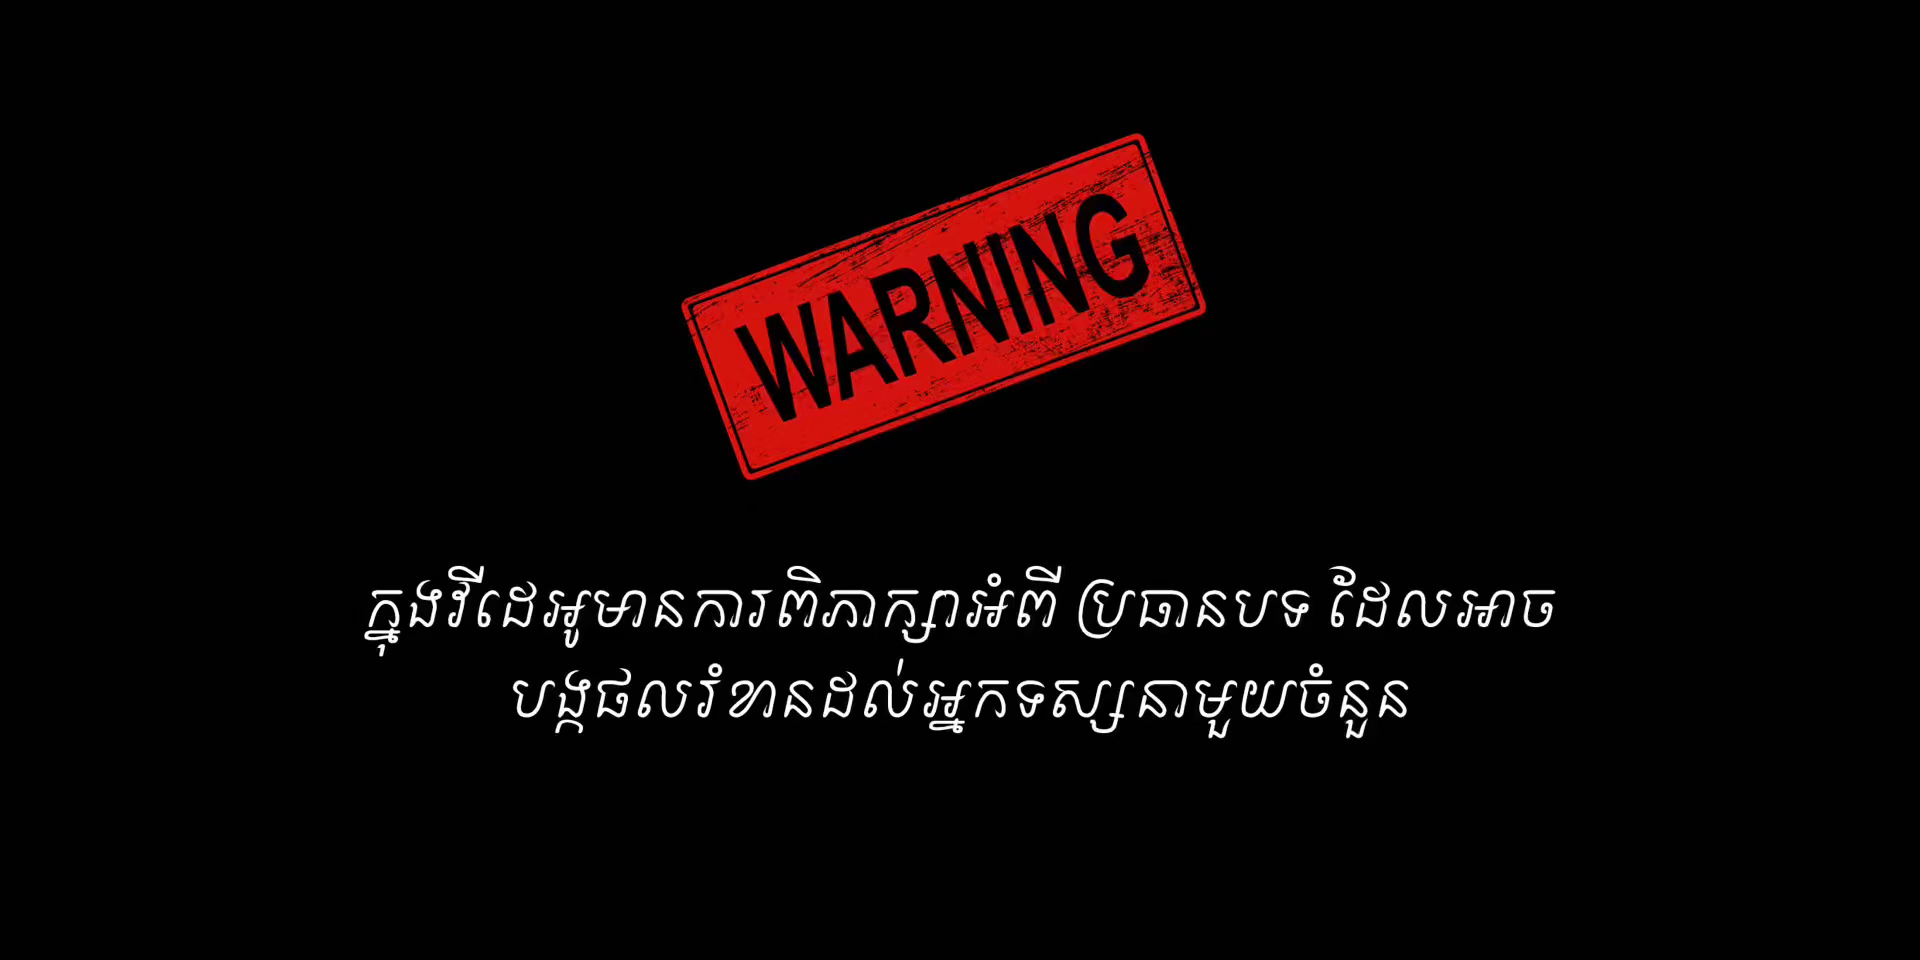 WARNING
ក្នុងវីដេអូមានការពិភាក្សាអំពី ប្រធានបទ ដែលអាច
បង្កផលរំខានដល់អ្នកទស្សនាមួយចំនួន